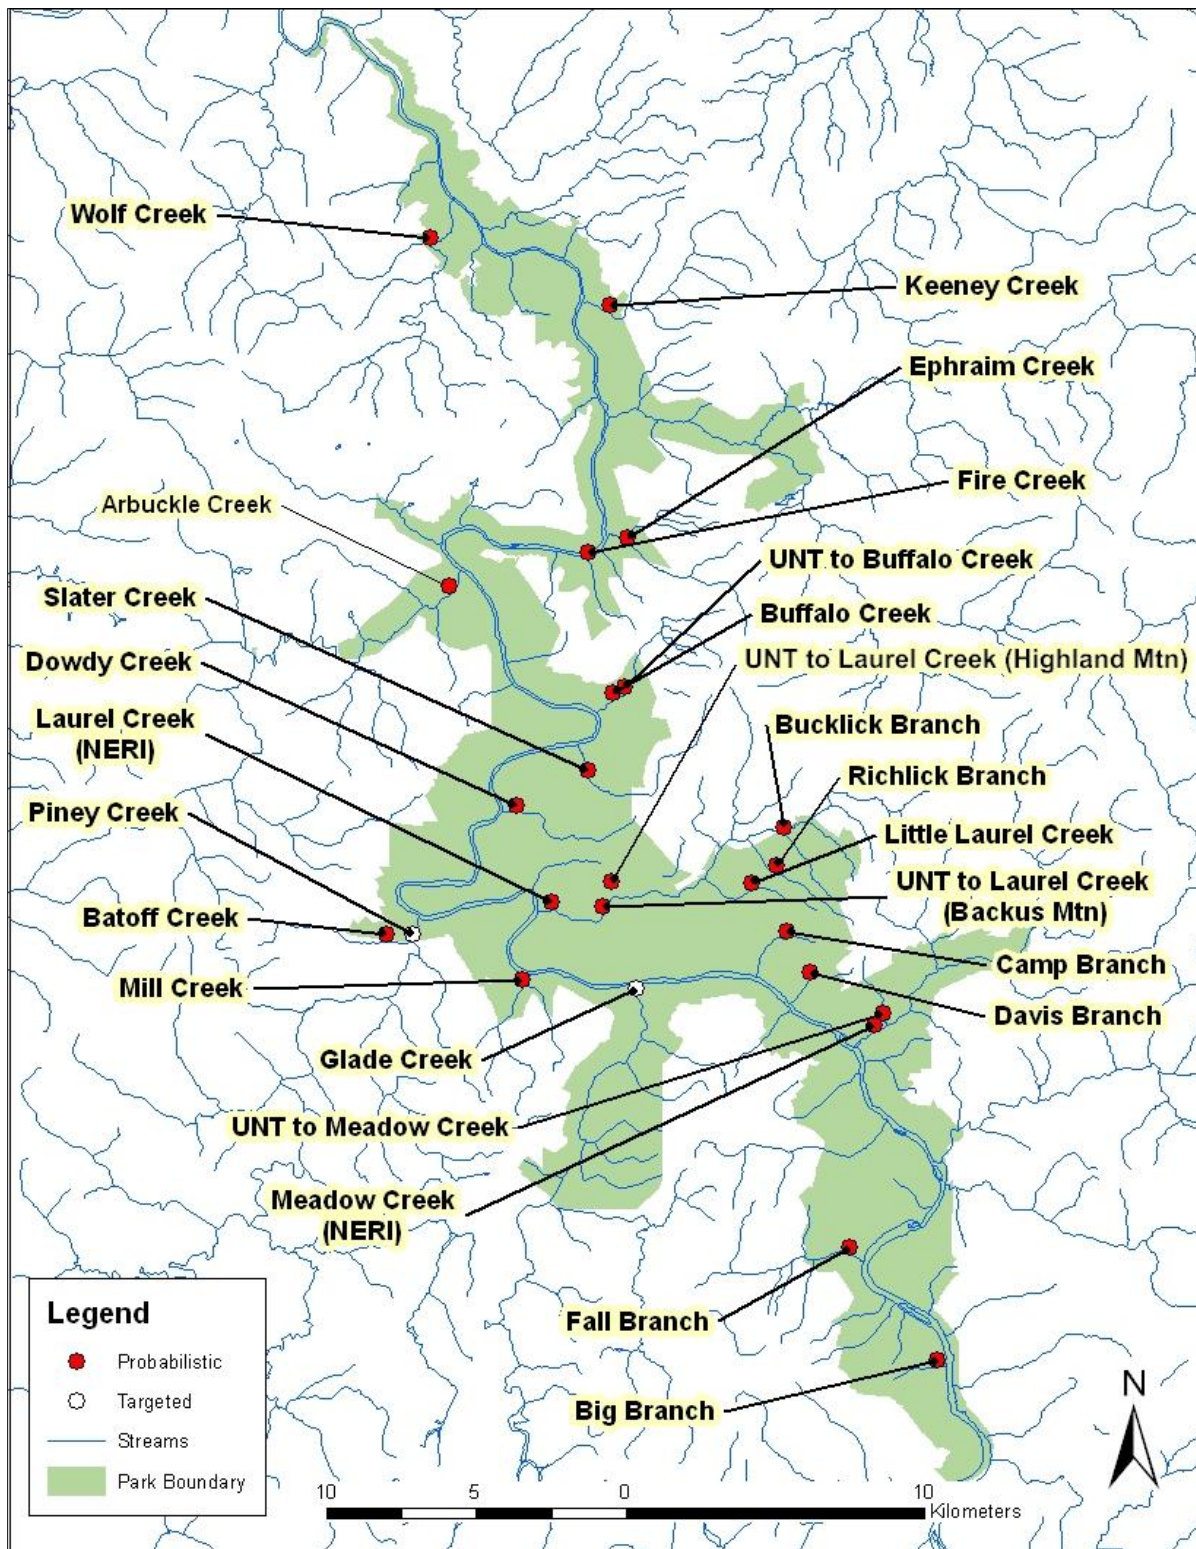 Wolf Creek
Keeney Creek
Ephraim Creek
Fire Creek
Arbuckle Creek
UNT to Buffalo Creek
Slater Creek
Buffalo Creek
Dowdy Creek
UNT to Laurel Creek (Highland Mtn)
Laurel Creek
(NERI)
Bucklick Branch
Richlick Branch
Piney Creek
Little Laurel Creek
UNT to Laurel Creek
(Backus Mtn)
Batoff Creek
Camp Branch
Mill Creek
Davis Branch
Glade Creek
UNT to Meadow Creek
Meadow Creek
(NERI)
Fall Branch
Big Branch
Legend
Probabilistic
Targeted
Streams
Park Boundary
N
10 5 0 10
Kilometers